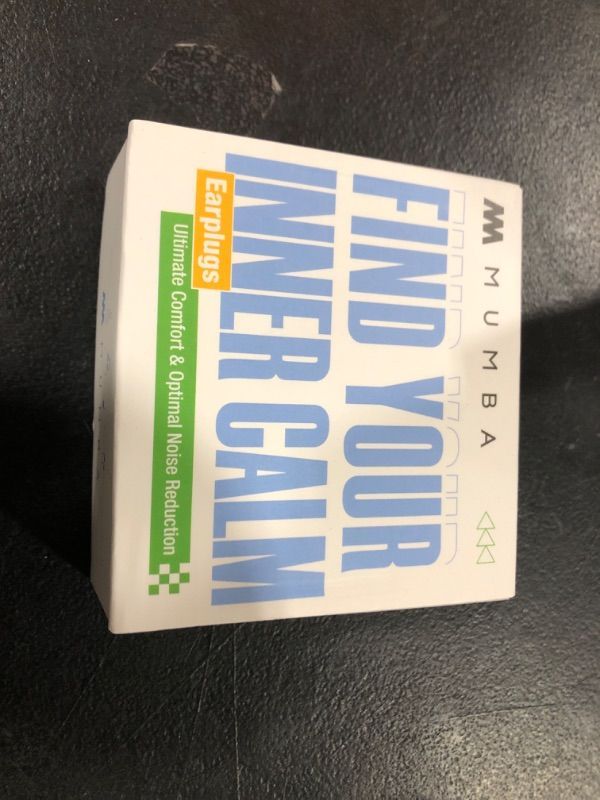 MUMBA
FIND YOUR
INNER CALM
Earplugs
Ultimate Comfort & Optimal Noise Reduction